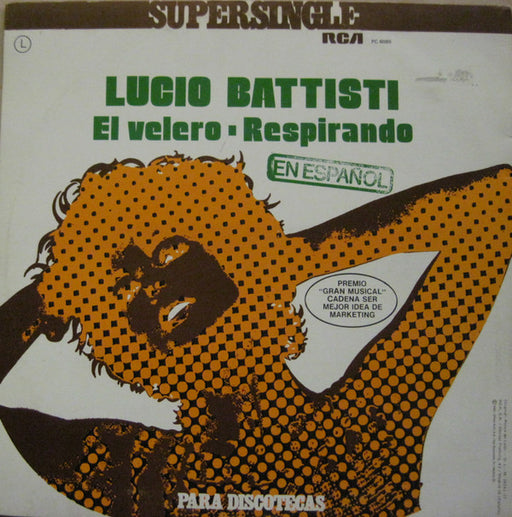 SUPERSINGLE
RCA
L
LUCIO BATTISTI
El velero · Respirando
EN ESPAÑOL
PREMIO
"GRAN MUSICAL"
CADENA SER
MEJOR IDEA DE
MARKETING
PARA DISCOTECAS